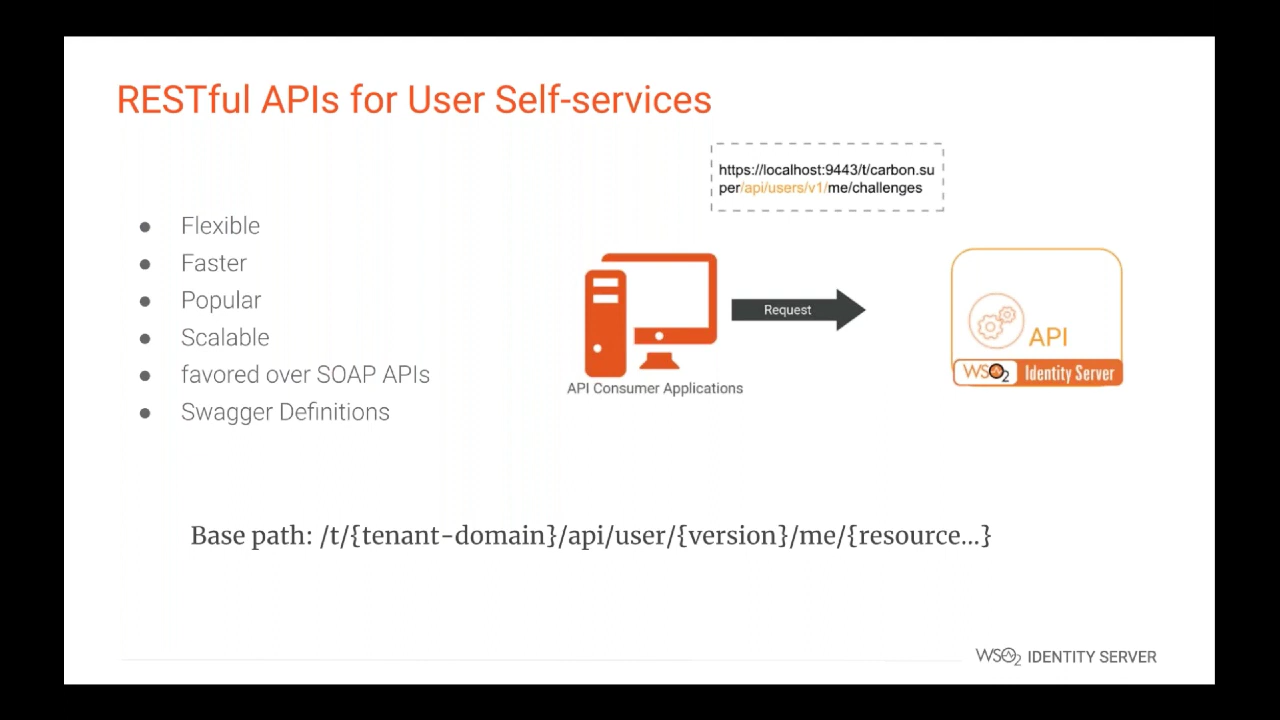 RESTful APIs for User Self-services
https://localhost:9443/t/carbon.su
per/api/users/v1/me/challenges
● Flexible
● Faster
● Popular
● Scalable
● favored over SOAP APIs
● Swagger Definitions
Request
API Consumer Applications
API
WSO2 Identity Server
Base path: /t/{tenant-domain}/api/user/{version}/me/{resource...}
WSO2 IDENTITY SERVER